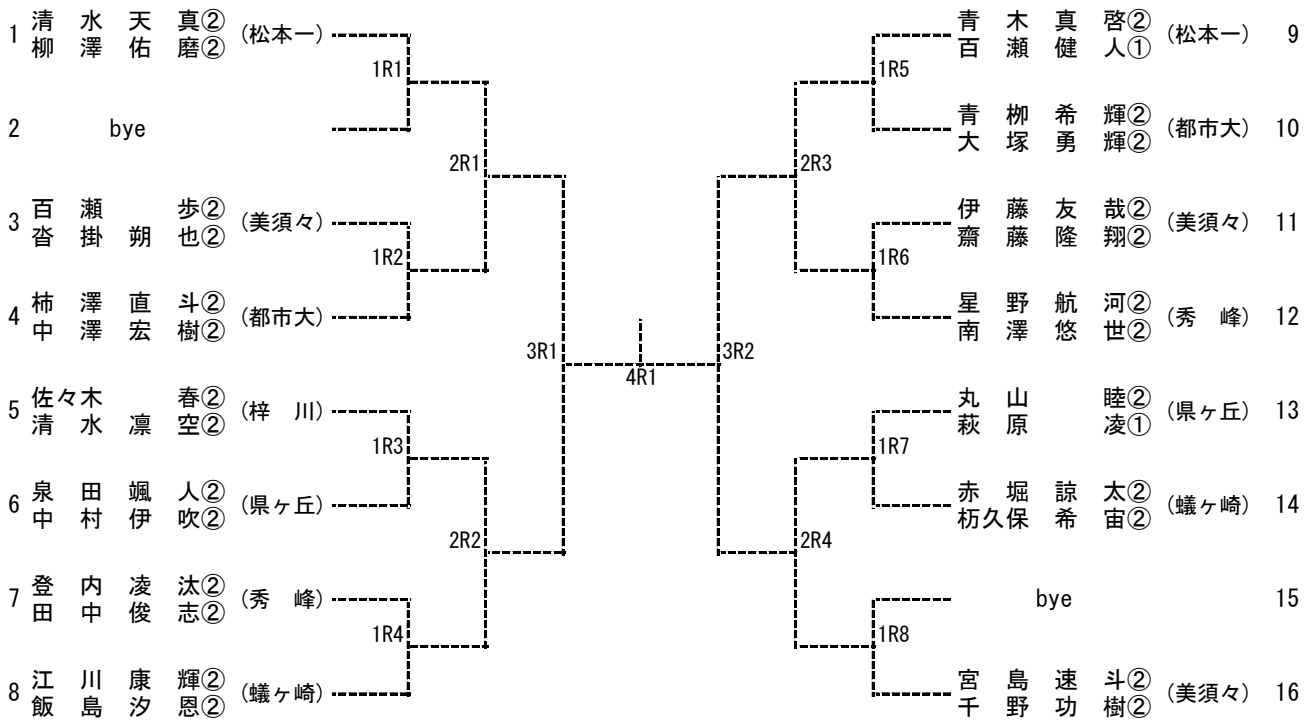 1 清水天真② (松本一)
柳澤佑磨②
1R1
2 bye
2R1
3 百瀬歩② (美須々)
沓掛朔也②
1R2
4 柿澤直斗② (都市大)
中澤宏樹②
3R1
5 佐々木春② (梓川)
清水凛空②
1R3
6 泉田颯人② (県ヶ丘)
中村伊吹②
2R2
7 登内凌汰② (秀峰)
田中俊志②
1R4
8 江川康輝② (蟻ヶ崎)
飯島汐恩②
4R1
青木真啓② (松本一) 9
百瀬健人①
1R5
青栁希輝② (都市大) 10
大塚勇輝②
2R3
伊藤友哉② (美須々) 11
齋藤隆翔②
1R6
星野航河② (秀峰) 12
南澤悠世②
3R2
丸山睦② (県ヶ丘) 13
萩原凌①
1R7
赤堀諒太② (蟻ヶ崎) 14
枥久保希宙②
2R4
bye 15
1R8
宮島速斗② (美須々) 16
千野功樹②